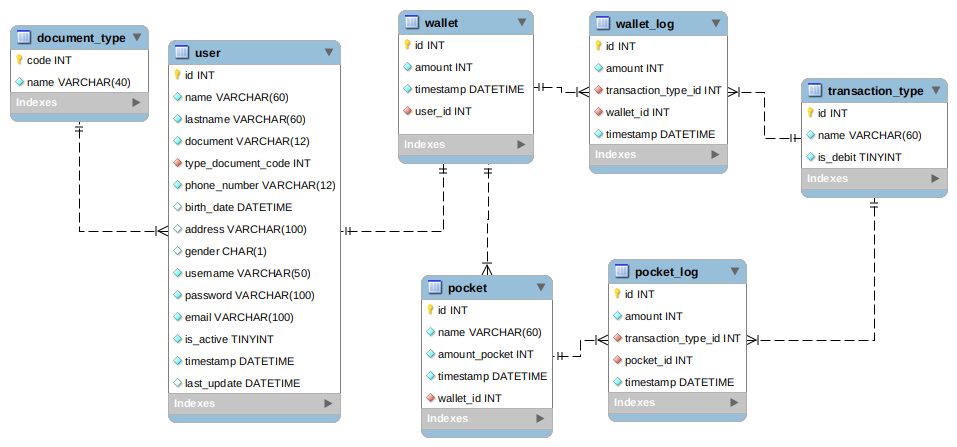 document_type
code INT
name VARCHAR(40)
Indexes
user
id INT
name VARCHAR(60)
lastname VARCHAR(60)
document VARCHAR(12)
type_document_code INT
phone_number VARCHAR(12)
birth_date DATETIME
address VARCHAR(100)
gender CHAR(1)
username VARCHAR(50)
password VARCHAR(100)
email VARCHAR(100)
is_active TINYINT
timestamp DATETIME
last_update DATETIME
Indexes
wallet
id INT
amount INT
timestamp DATETIME
user_id INT
Indexes
wallet_log
id INT
amount INT
transaction_type_id INT
wallet_id INT
timestamp DATETIME
Indexes
transaction_type
id INT
name VARCHAR(60)
is_debit TINYINT
Indexes
pocket
id INT
name VARCHAR(60)
amount_pocket INT
timestamp DATETIME
wallet_id INT
Indexes
pocket_log
id INT
amount INT
transaction_type_id INT
pocket_id INT
timestamp DATETIME
Indexes